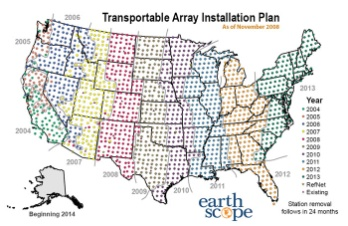 Transportable Array Installation Plan
As of November 2006
2006
2005
2004
2007
2008
2009
2010
2011
2012
2013
Year
2004
2005
2006
2007
2008
2009
2010
2011
2012
2013
RefNet
Existing
Beginning 2014
earth
scope
Station removal
follows in 24 months